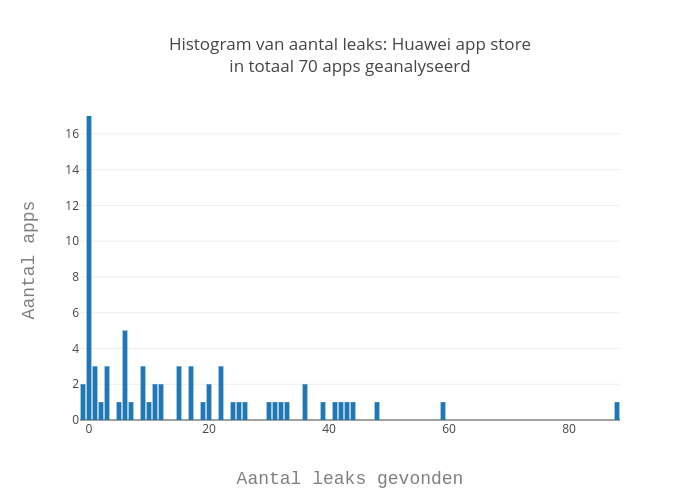 Histogram van aantal leaks: Huawei app store
in totaal 70 apps geanalyseerd
16
14
12
10
8
6
4
2
0
Aantal apps
0 20 40 60 80
Aantal leaks gevonden